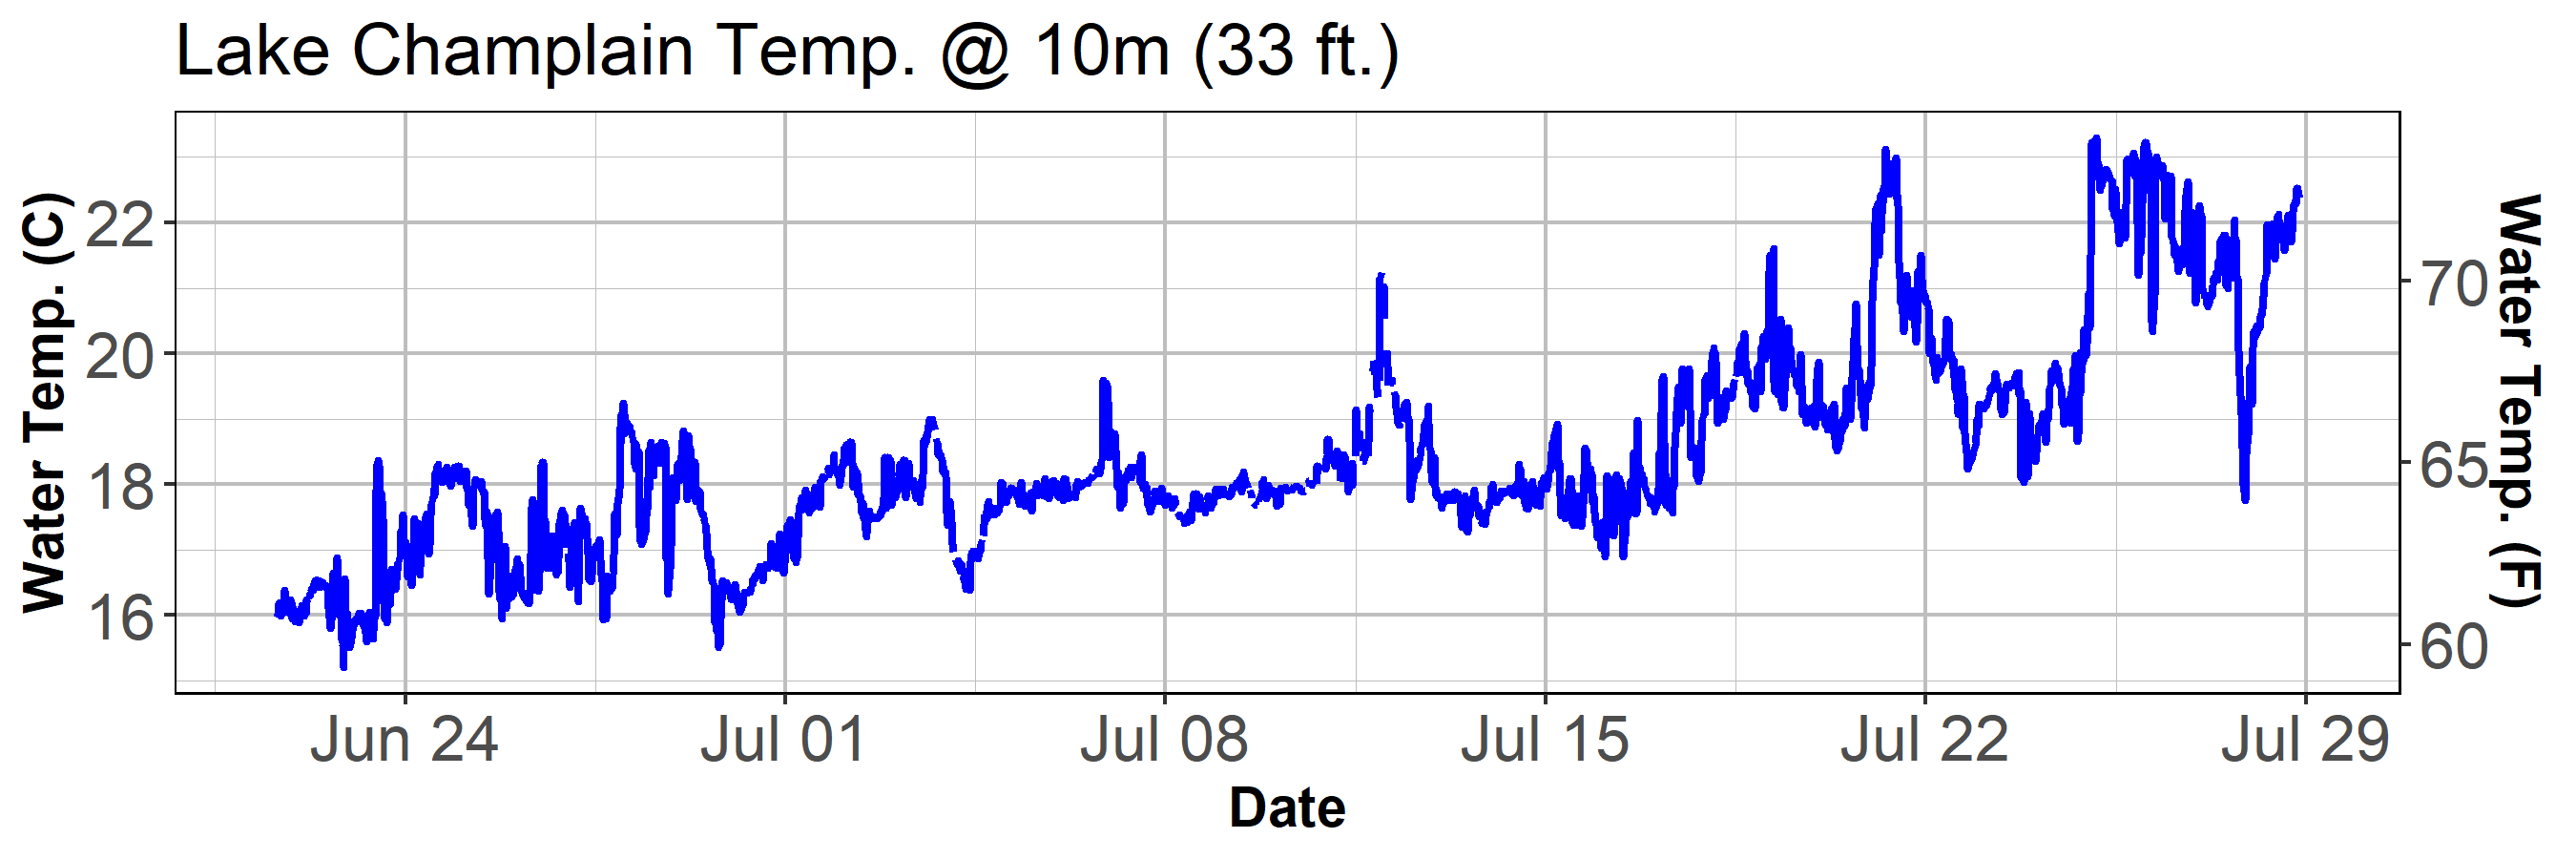 Lake Champlain Temp. @ 10m (33 ft.)
Water Temp. (C)
22
20
18
16
70
65
60
Water Temp. (F)
Jun 24
Jul 01
Jul 08
Jul 15
Jul 22
Jul 29
Date